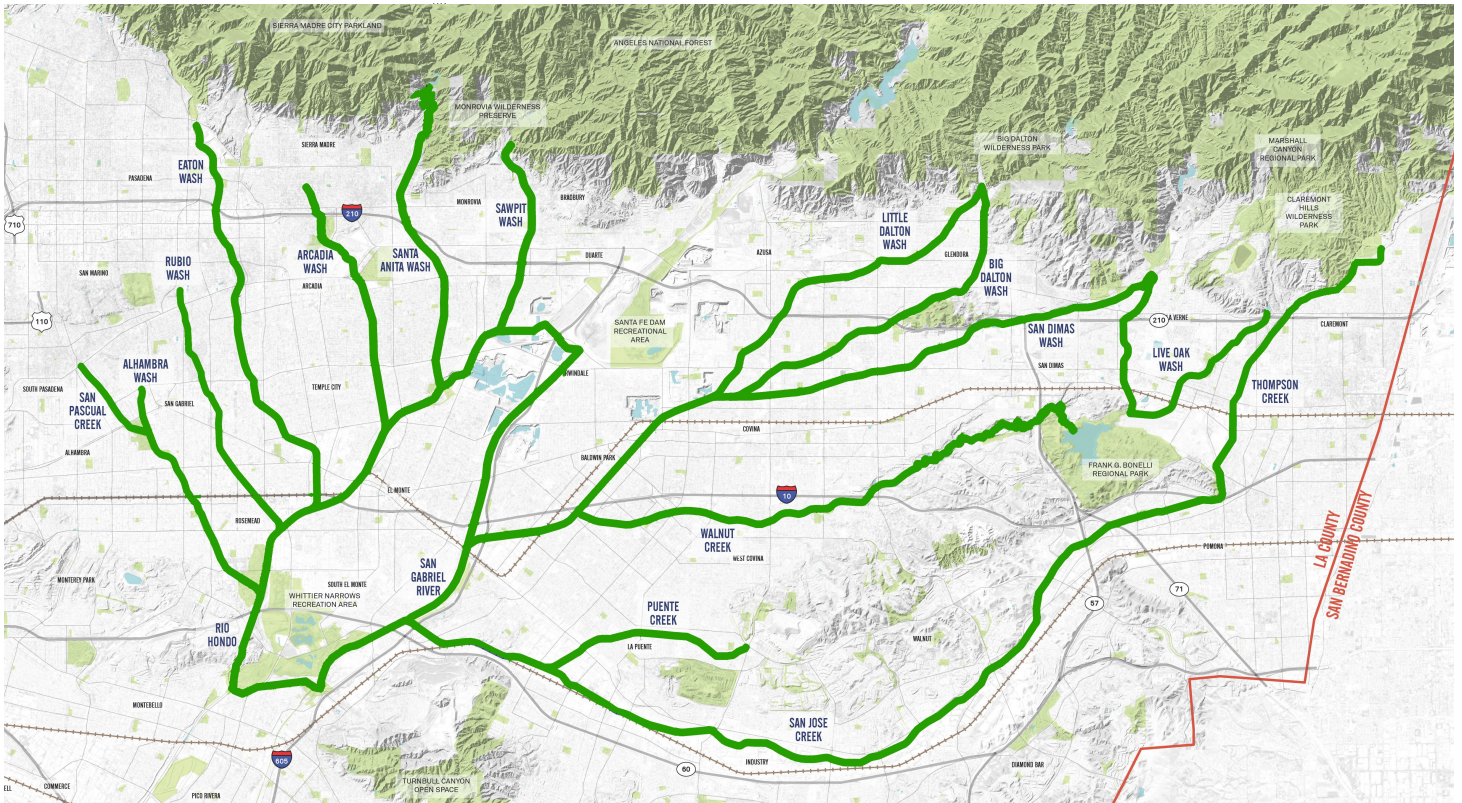 SIERRA MADRE CITY PARKLAND
ANGELES NATIONAL FOREST
MONROVIA WILDERNESS
PRESERVE
BIG DALTON
WILDERNESS PARK
MARSHALL
CANYON
REGIONAL PARK
SIERRA MADRE
EATON
WASH
PASADENA
CLAREMONT
HILLS
WILDERNESS
PARK
MONROVIA
BRADBURY
SAWPIT
WASH
210
710
LITTLE
DALTON
WASH
ARCADIA
WASH
SANTA
ANITA WASH
DUARTE
AZUSA
GLENDORA
RUBIO
WASH
SAN MARINO
ARCADIA
BIG
DALTON
WASH
110
SANTA FE DAM
RECREATIONAL
AREA
210
A VERNE
CLAREMONT
SAN DIMAS
WASH
ALHAMBRA
WASH
LIVE OAK
WASH
SAN DIMAS
IRWINDALE
SOUTH PASADENA
TEMPLE CITY
THOMPSON
CREEK
SAN
PASCUAL
CREEK
SAN GABRIEL
COVINA
ALHAMBRA
BALDWIN PARK
FRANK G. BONELLI
REGIONAL PARK
EL MONTE
10
ROSEMEAD
WALNUT
CREEK
WEST COVINA
LA COUNTY
SAN BERNADINO COUNTY
POMONA
MONTEREY PARK
SOUTH EL MONTE
SAN
GABRIEL
RIVER
WHITTIER NARROWS
RECREATION AREA
71
57
PUENTE
CREEK
RIO
HONDO
LA PUENTE
WALNUT
MONTEBELLO
SAN JOSE
CREEK
605
60
INDUSTRY
DIAMOND BAR
TURNBULL CANYON
OPEN SPACE
COMMERCE
ELL
PICO RIVERA